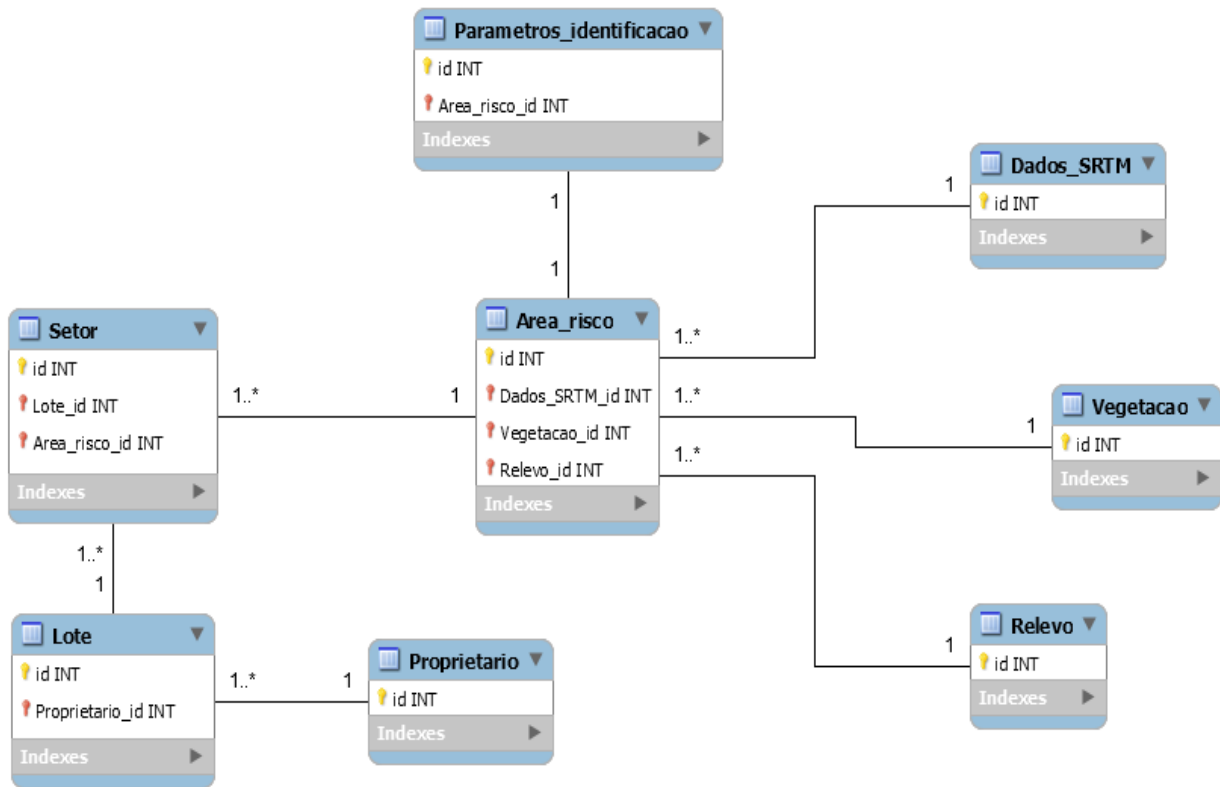 Parametros_identificacao
id INT
Area_risco_id INT
Indexes
1
1
Dados_SRTM
id INT
Indexes
1
Setor
id INT
Lote_id INT
Area_risco_id INT
Indexes
1..*
1
Area_risco
id INT
Dados_SRTM_id INT
Vegetacao_id INT
Relevo_id INT
Indexes
1..*
1..*
1..*
Vegetacao
id INT
Indexes
1
1..*
1
Lote
id INT
Proprietario_id INT
Indexes
1..*
1
Proprietario
id INT
Indexes
Relevo
id INT
Indexes
1